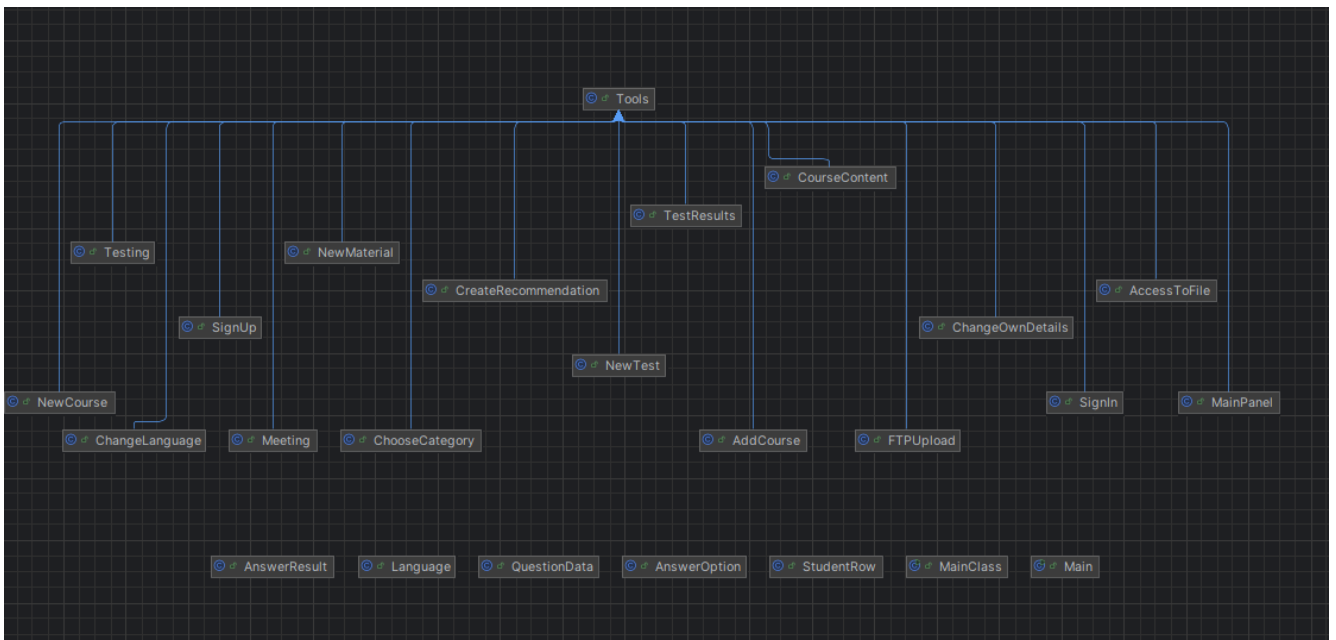 Tools
CourseContent
TestResults
Testing
NewMaterial
CreateRecommendation
AccessToFile
SignUp
ChangeOwnDetails
NewTest
NewCourse
SignIn
MainPanel
ChangeLanguage
Meeting
ChooseCategory
AddCourse
FTPUpload
AnswerResult
Language
QuestionData
AnswerOption
StudentRow
MainClass
Main